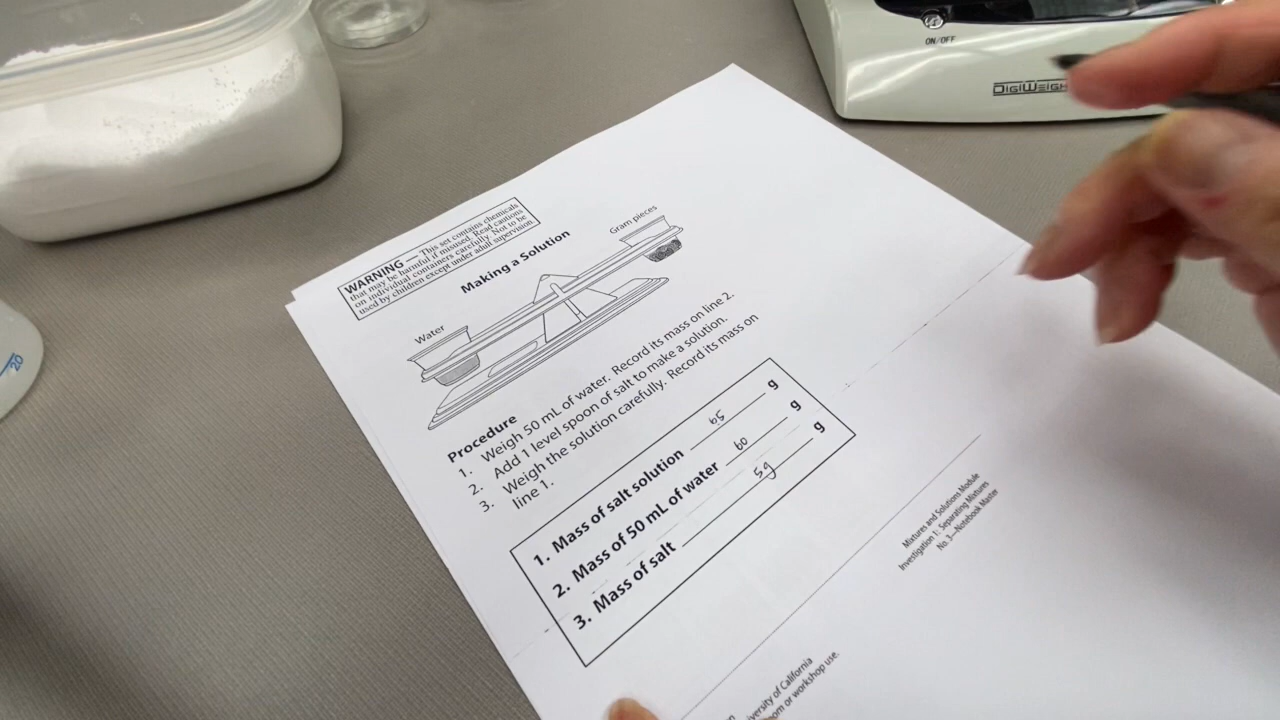 ON/OFF
DIGIWEIGH
WARNING — This set contains chemicals
that may be harmful if misused. Read cautions
on individual containers carefully. Not to be
used by children except under adult supervision.
Making a Solution
Water
Gram pieces
Procedure
1. Weigh 50 mL of water. Record its mass on line 2.
2. Add 1 level spoon of salt to make a solution.
3. Weigh the solution carefully. Record its mass on
line 1.
1. Mass of salt solution 65 g
2. Mass of 50 mL of water 60 g
3. Mass of salt 5g g
Mixtures and Solutions Module
Investigation 1: Separating Mixtures
No. 3—Notebook Master
iversity of California
oom or workshop use.
20